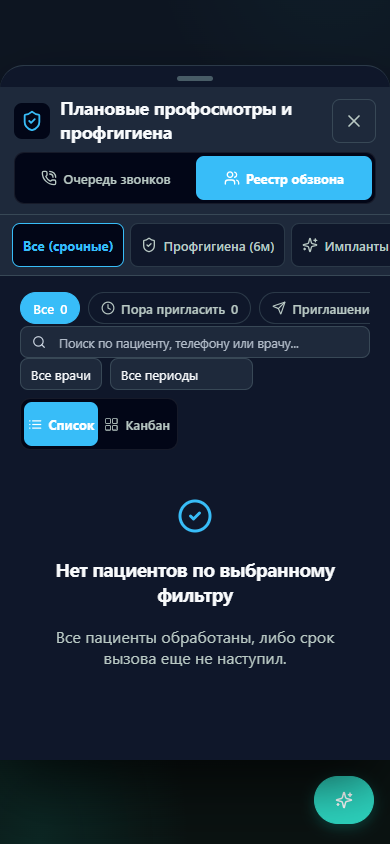 Плановые профосмотры и
профгигиена
Очередь звонков
Реестр обзвона
Все (срочные)
Профгигиена (6м)
Импланты
Все 0
Пора пригласить 0
Приглашени
Поиск по пациенту, телефону или врачу...
Все врачи
Все периоды
Список
Канбан
Нет пациентов по выбранному
фильтру
Все пациенты обработаны, либо срок
вызова еще не наступил.